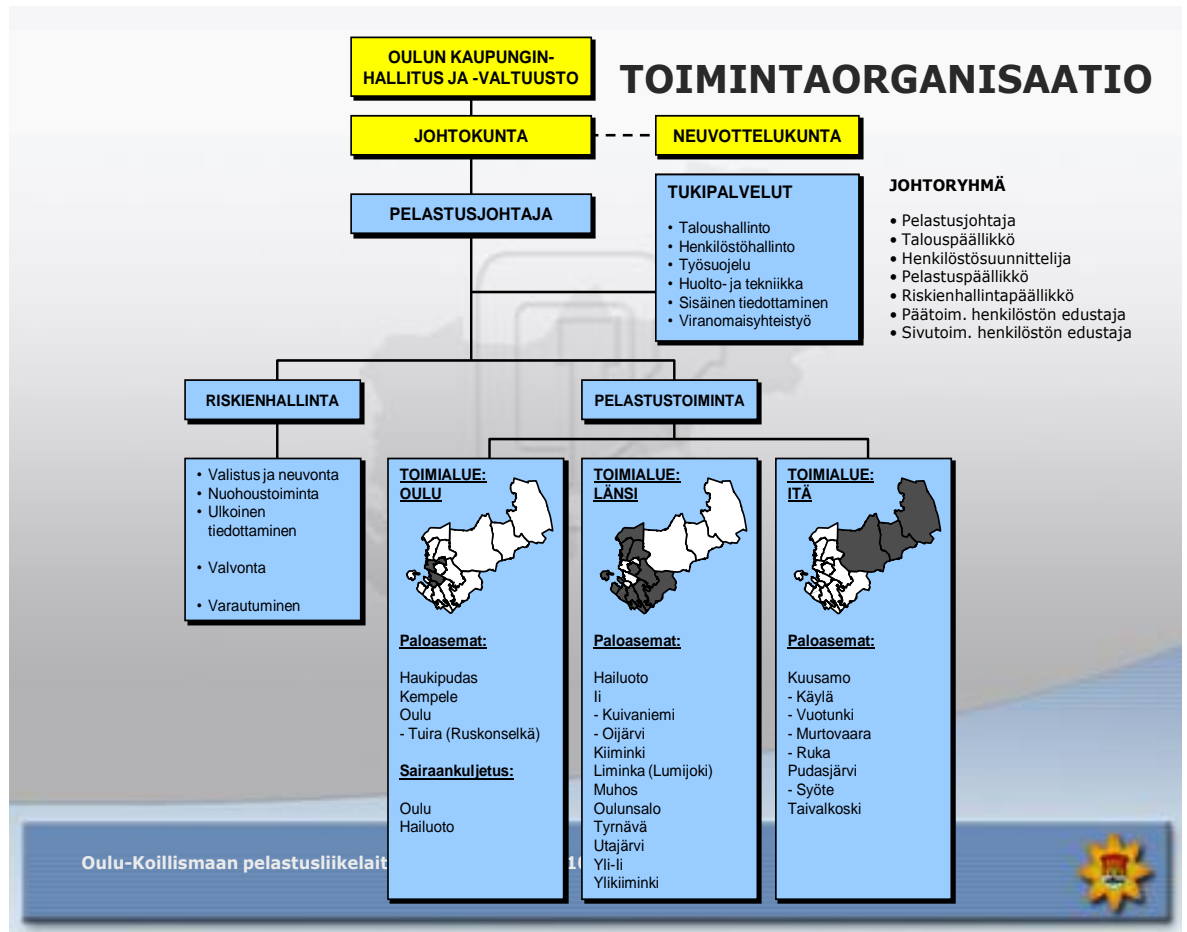 OULUN KAUPUNGIN-
HALLITUS JA -VALTUUSTO
TOIMINTAORGANISAATIO
JOHTOKUNTA
NEUVOTTELUKUNTA
PELASTUSJOHTAJA
TUKIPALVELUT
• Taloushallinto
• Henkilöstöhallinto
• Työsuojelu
• Huolto- ja tekniikka
• Sisäinen tiedottaminen
• Viranomaisyhteistyö
JOHTORYHMÄ
• Pelastusjohtaja
• Talouspäällikkö
• Henkilöstösuunnittelija
• Pelastuspäällikkö
• Riskienhallintapäällikkö
• Päätoim. henkilöstön edustaja
• Sivutoim. henkilöstön edustaja
RISKIENHALLINTA
PELASTUSTOIMINTA
• Valistus ja neuvonta
• Nuohoustoiminta
• Ulkoinen
tiedottaminen
• Valvonta
• Varautuminen
TOIMIALUE:
OULU
Paloasemat:
Haukipudas
Kempele
Oulu
- Tuira (Ruskonselkä)
Sairaankuljetus:
Oulu
Hailuoto
TOIMIALUE:
LÄNSI
Paloasemat:
Hailuoto
Ii
- Kuivaniemi
- Oijärvi
Kiiminki
Liminka (Lumijoki)
Muhos
Oulunsalo
Tyrnävä
Utajärvi
Yli-Ii
Ylikiiminki
TOIMIALUE:
ITÄ
Paloasemat:
Kuusamo
- Käylä
- Vuotunki
- Murtovaara
- Ruka
Pudasjärvi
- Syöte
Taivalkoski
Oulu-Koillismaan pelastusliikelait